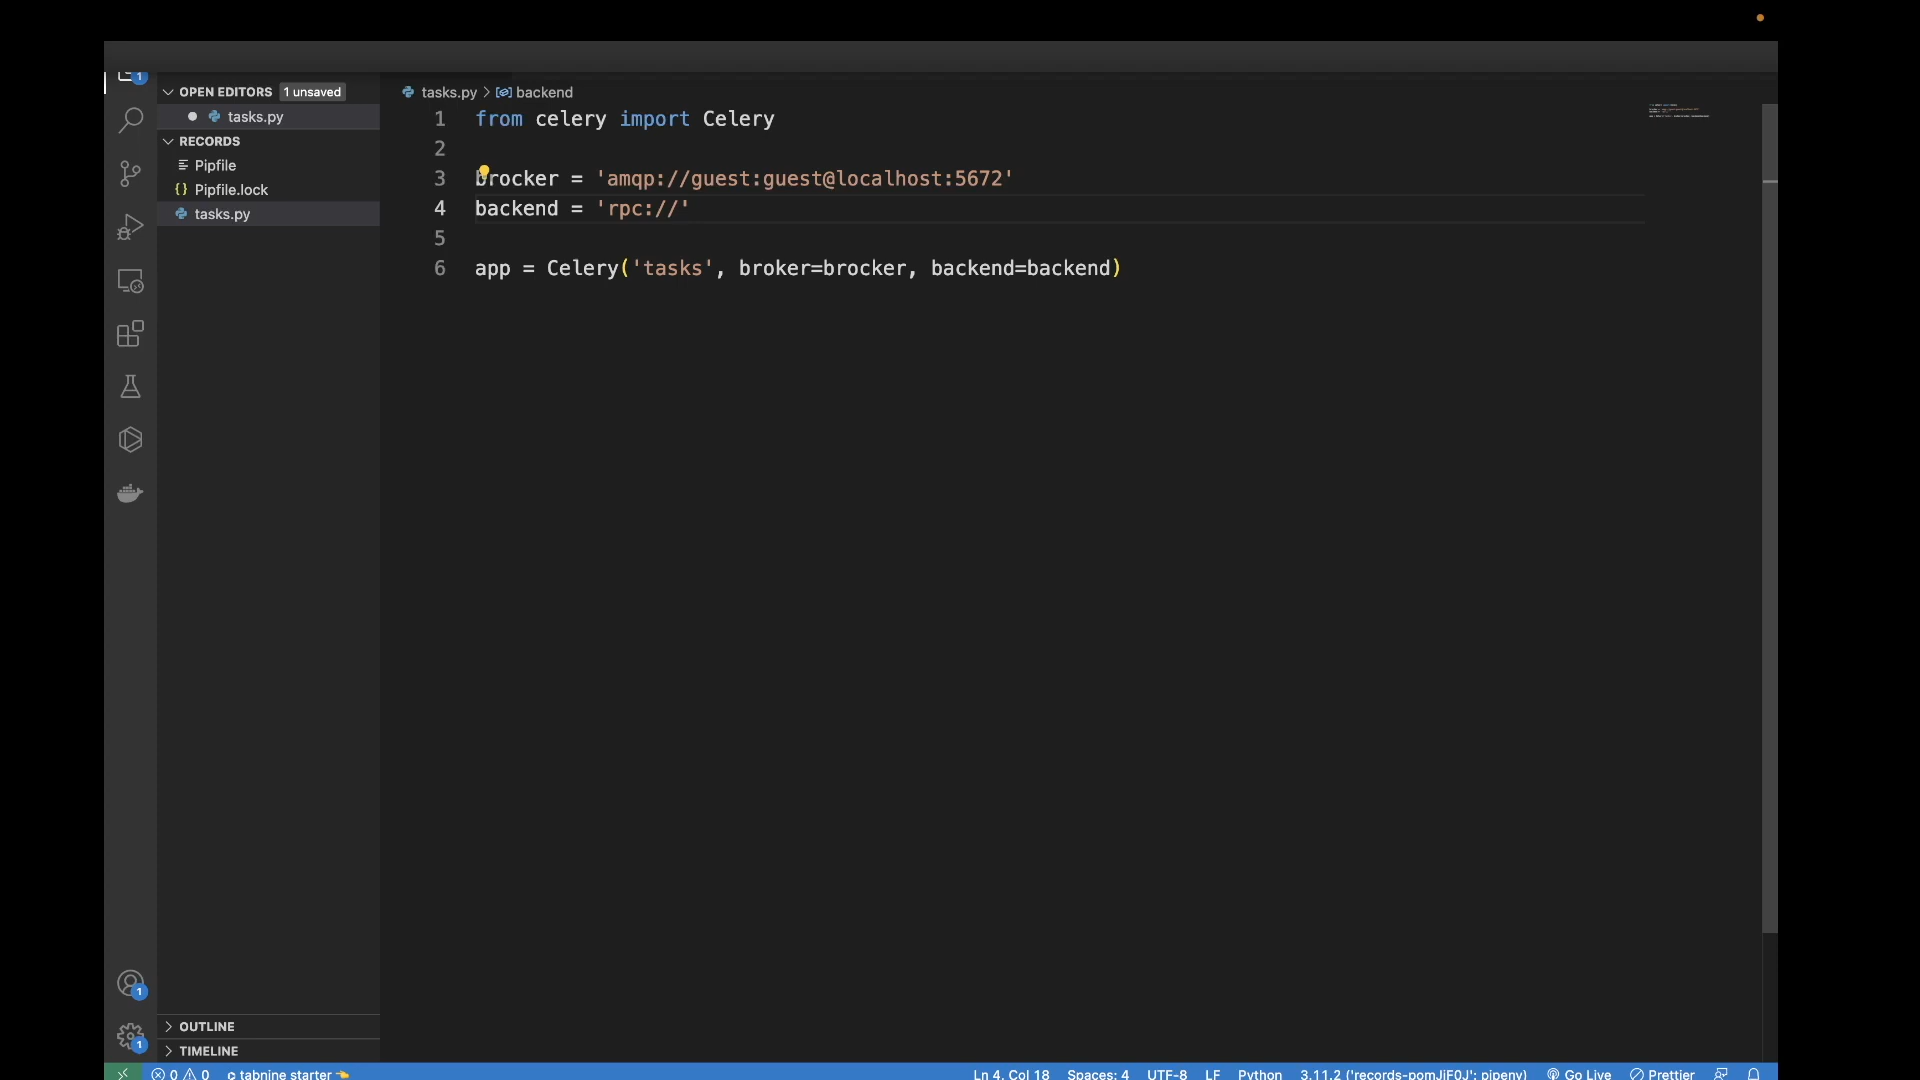 1
OPEN EDITORS 1 unsaved
tasks.py
RECORDS
Pipfile
{} Pipfile.lock
tasks.py
tasks.py > backend
1 from celery import Celery
2
3 brocker = 'amqp://guest:guest@localhost:5672'
4 backend = 'rpc://'
5
6 app = Celery('tasks', broker=brocker, backend=backend)
1
1
OUTLINE
TIMELINE
0 0 tabnine starter Ln 4, Col 18 Spaces: 4 UTF-8 LF Python 3.11.2 ('records-pomJiF0J': pipenv) Go Live Prettier